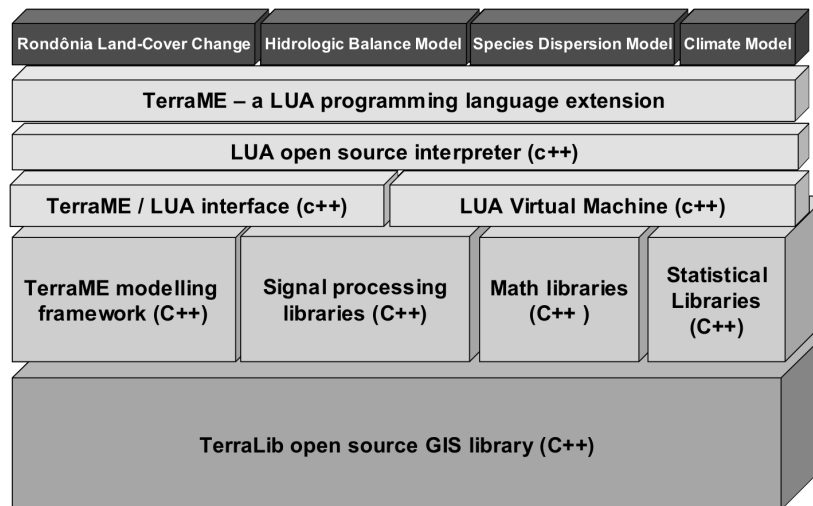 Rondônia Land-Cover Change
Hidrologic Balance Model
Species Dispersion Model
Climate Model
TerraME – a LUA programming language extension
LUA open source interpreter (c++)
TerraME / LUA interface (c++)
LUA Virtual Machine (c++)
TerraME modelling
framework (C++)
Signal processing
libraries (C++)
Math libraries
(C++ )
Statistical
Libraries
(C++)
TerraLib open source GIS library (C++)